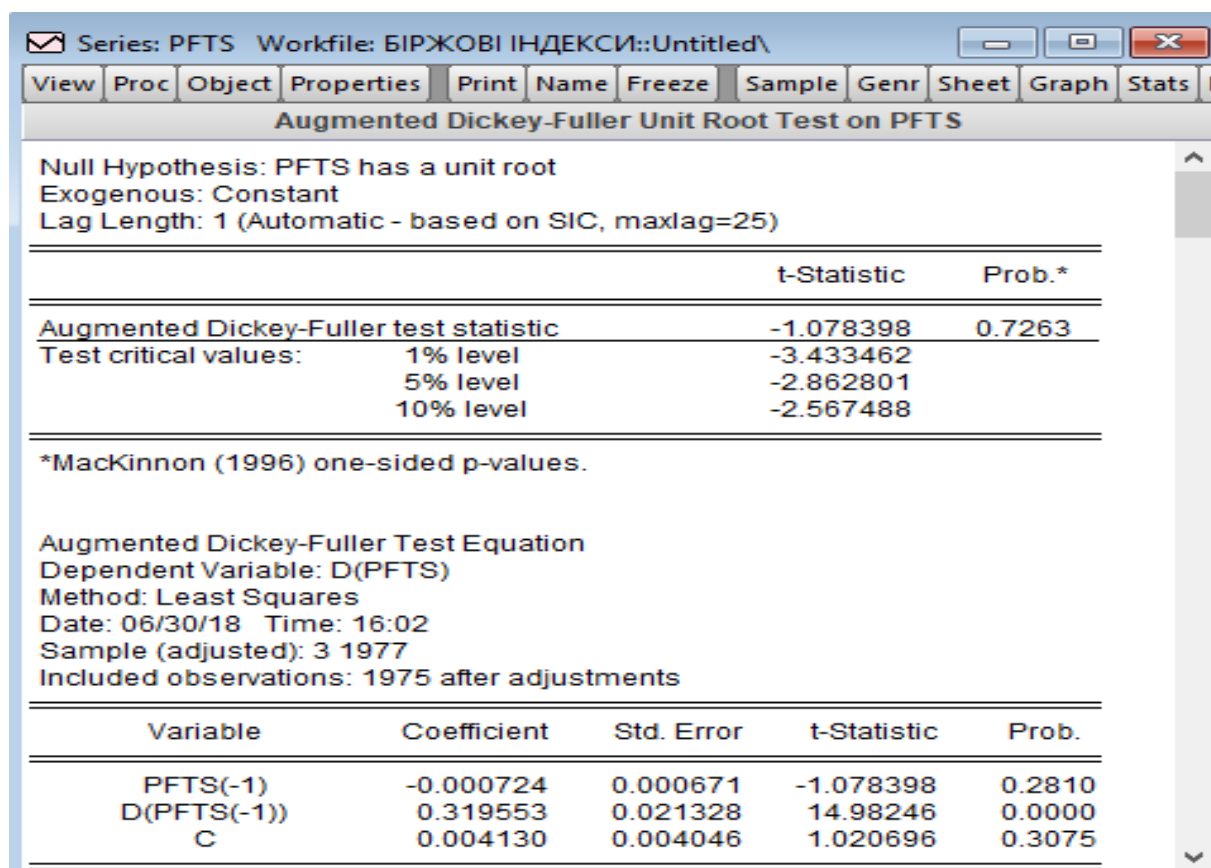 Series: PFTS Workfile: БІРЖОВІ ІНДЕКСИ::Untitled\
View Proc Object Properties Print Name Freeze Sample Genr Sheet Graph Stats
Augmented Dickey-Fuller Unit Root Test on PFTS
Null Hypothesis: PFTS has a unit root
Exogenous: Constant
Lag Length: 1 (Automatic - based on SIC, maxlag=25)
t-Statistic Prob.*
Augmented Dickey-Fuller test statistic -1.078398 0.7263
Test critical values: 1% level -3.433462
5% level -2.862801
10% level -2.567488
*MacKinnon (1996) one-sided p-values.
Augmented Dickey-Fuller Test Equation
Dependent Variable: D(PFTS)
Method: Least Squares
Date: 06/30/18 Time: 16:02
Sample (adjusted): 3 1977
Included observations: 1975 after adjustments
Variable Coefficient Std. Error t-Statistic Prob.
PFTS(-1) -0.000724 0.000671 -1.078398 0.2810
D(PFTS(-1)) 0.319553 0.021328 14.98246 0.0000
C 0.004130 0.004046 1.020696 0.3075